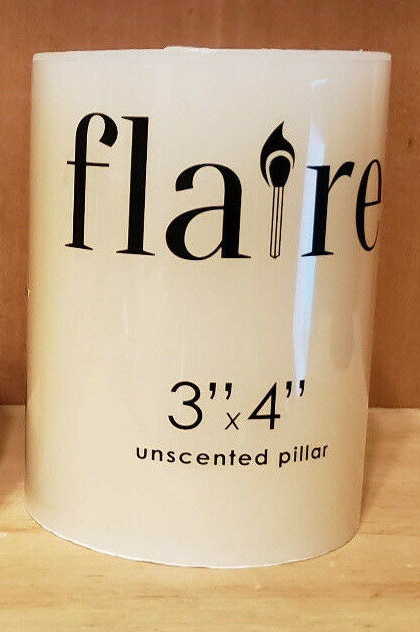 flaire
3”x4”
unscented pillar